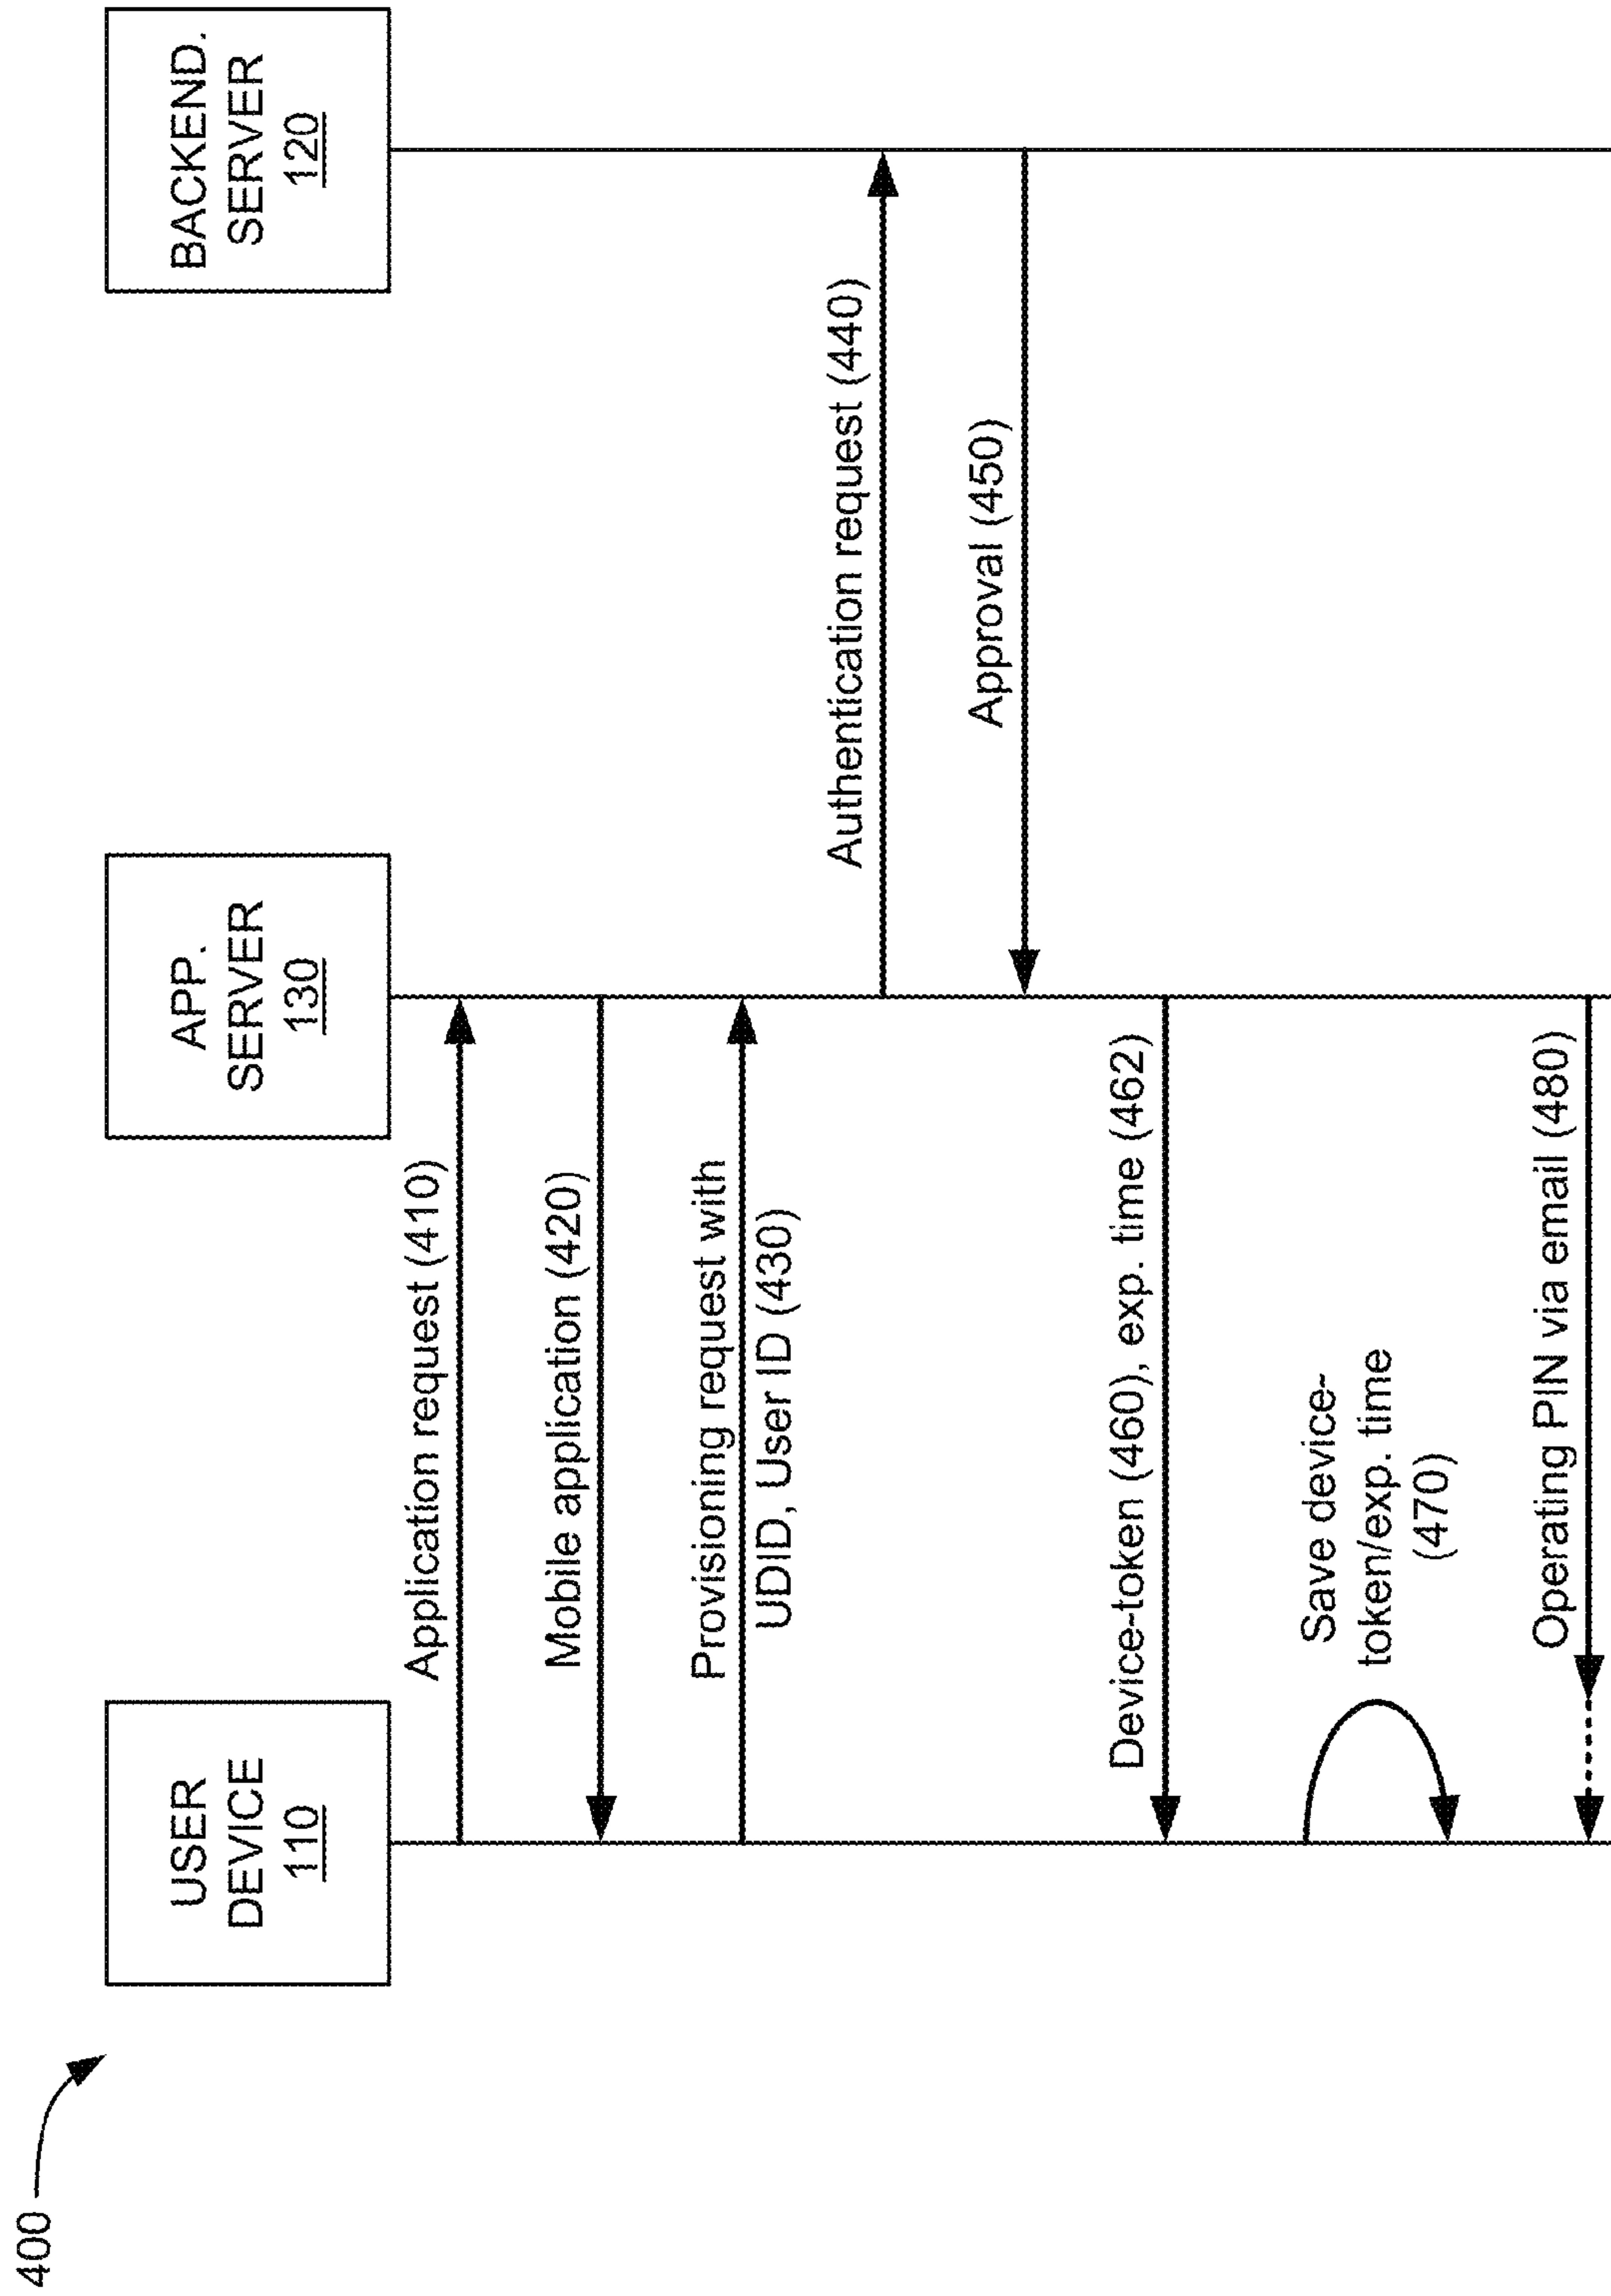 400
USER
DEVICE
110
APP.
SERVER
130
BACKEND.
SERVER
120
Application request (410)
Mobile application (420)
Provisioning request with
UDID, User ID (430)
Authentication request (440)
Approval (450)
Device-token (460), exp. time (462)
Save device-
token/exp. time
(470)
Operating PIN via email (480)